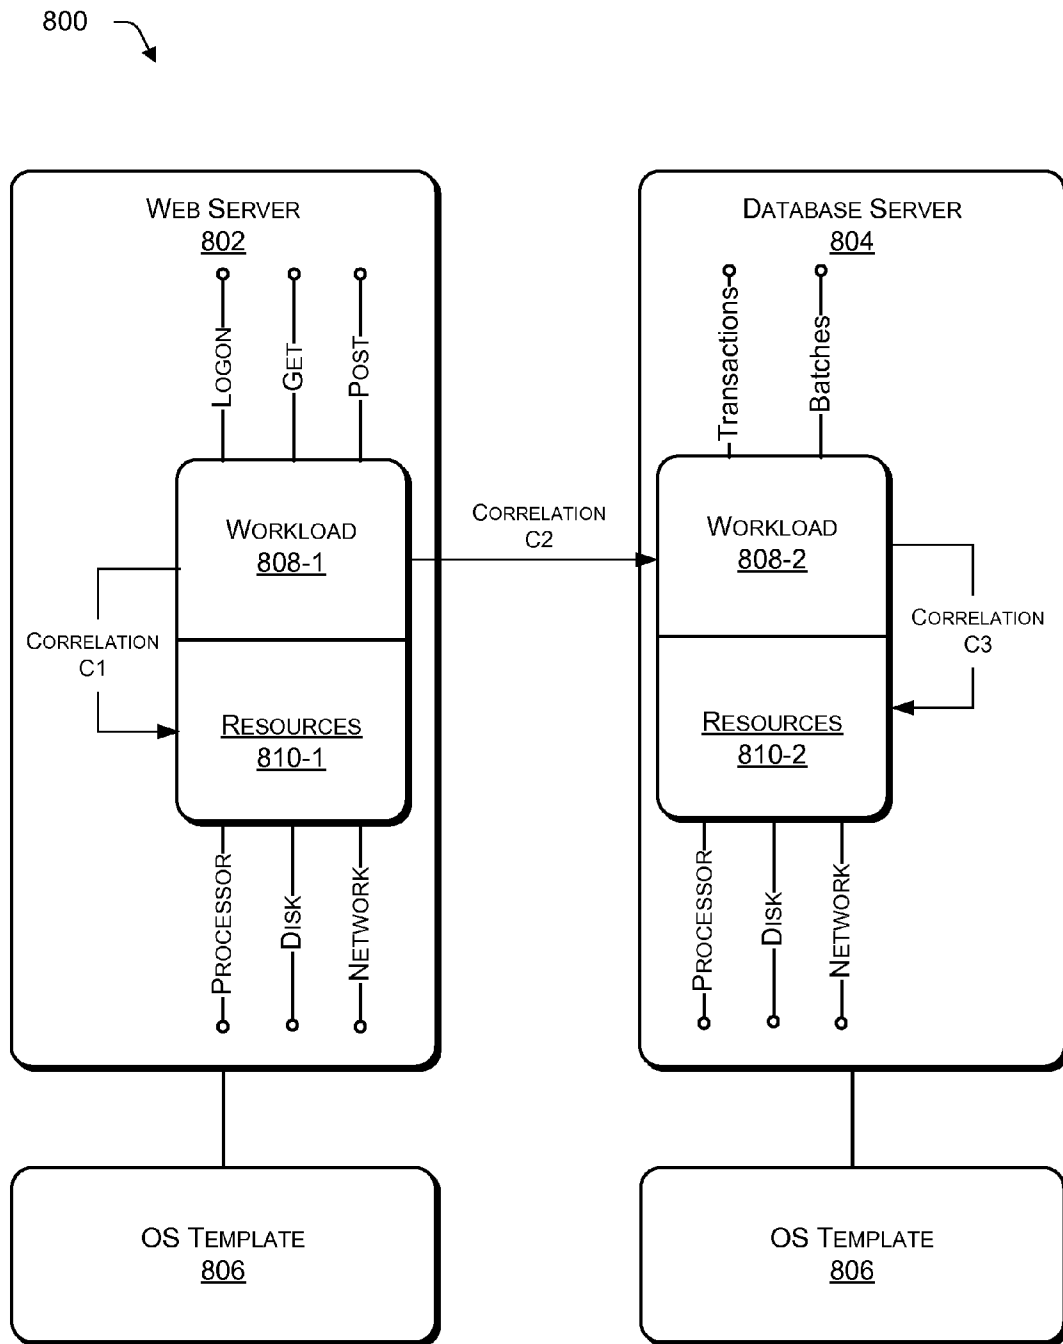 800
WEB SERVER
802
LOGON
GET
POST
WORKLOAD
808-1
CORRELATION
C1
RESOURCES
810-1
PROCESSOR
DISK
NETWORK
OS TEMPLATE
806
CORRELATION
C2
DATABASE SERVER
804
Transactions
Batches
WORKLOAD
808-2
CORRELATION
C3
RESOURCES
810-2
PROCESSOR
DISK
NETWORK
OS TEMPLATE
806